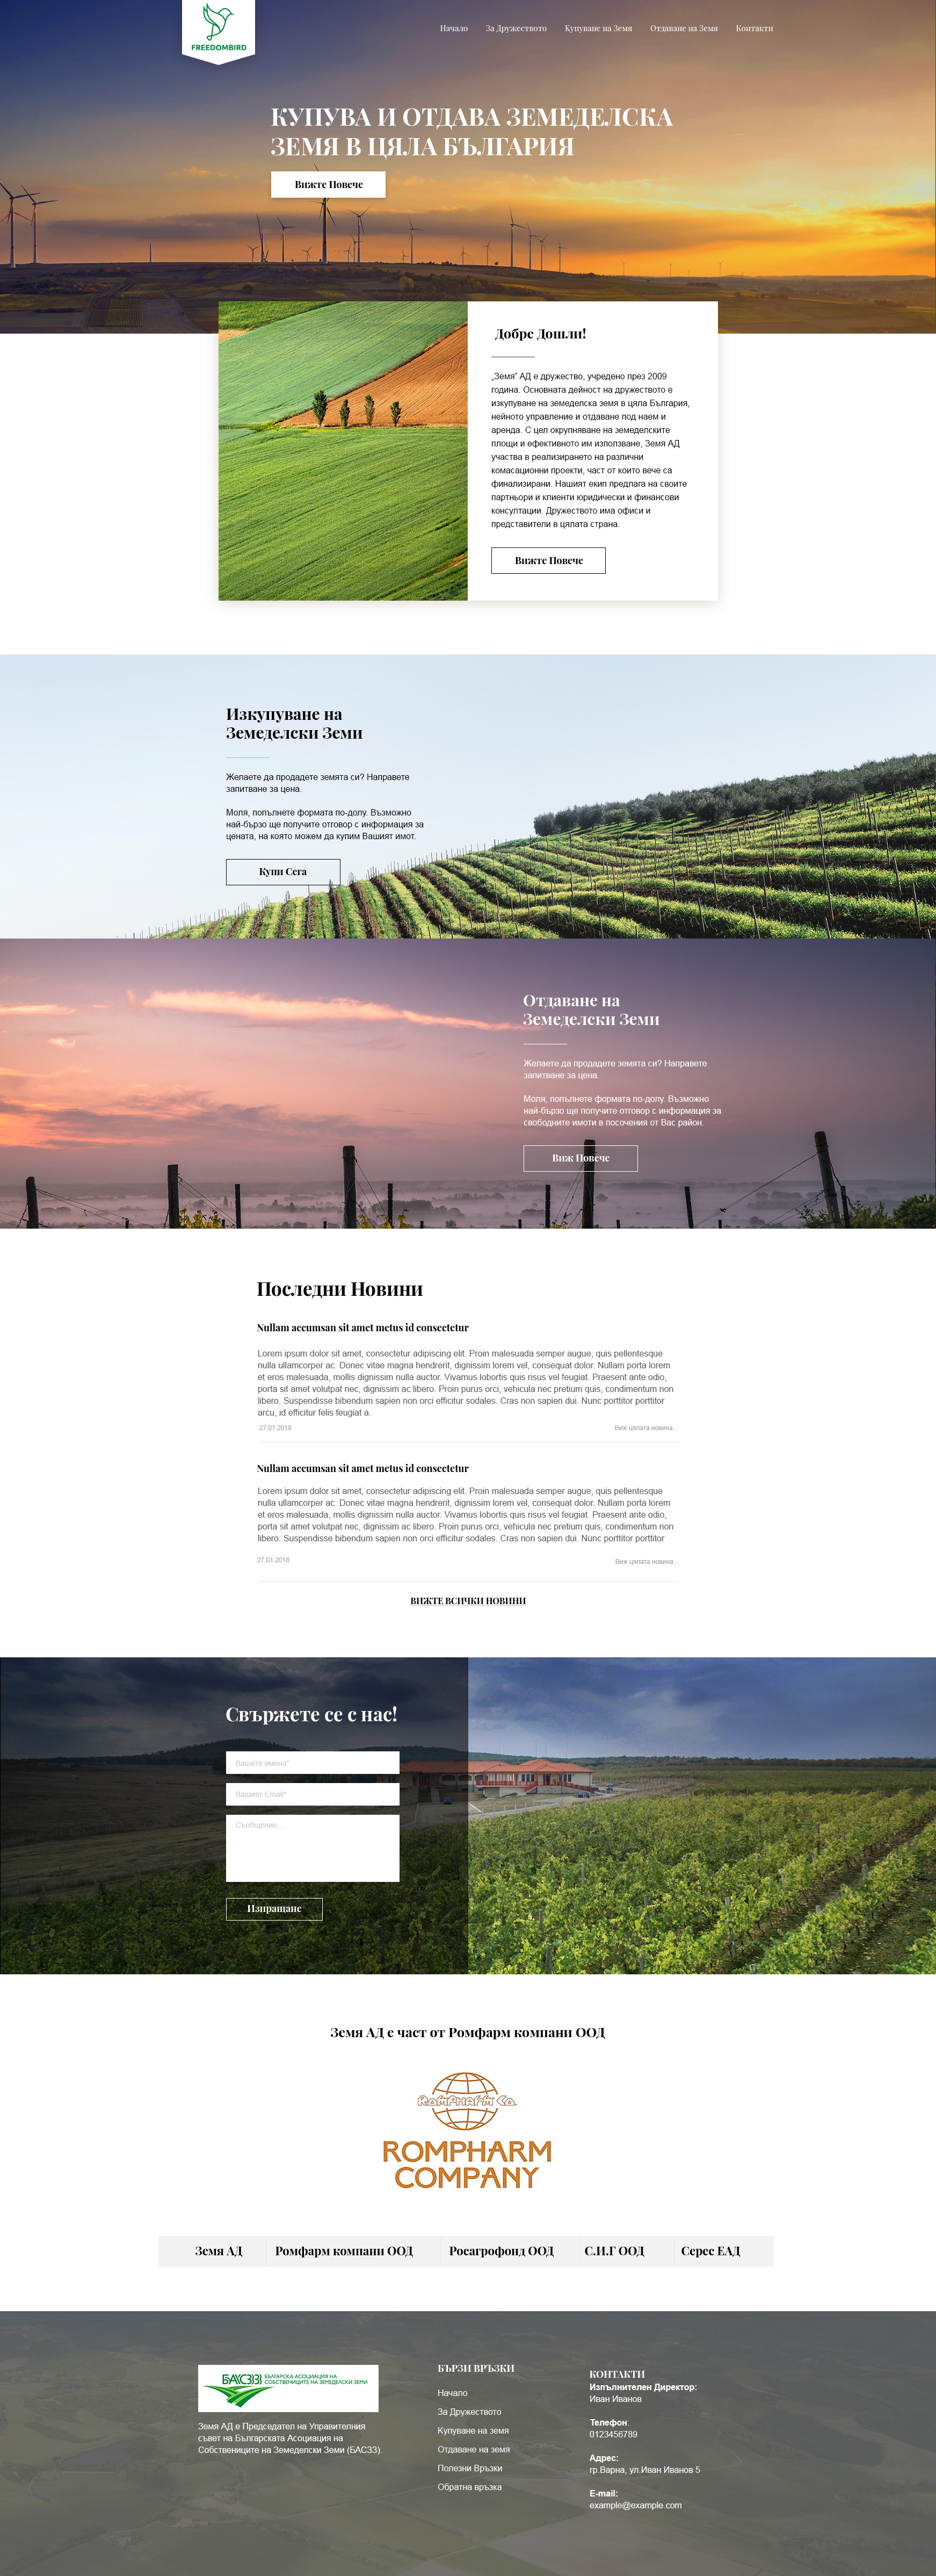 FREEDOMBIRD
Начало За Дружеството Купуване на Земи Отдаване на Земи Контакти
КУПУВА И ОТДАВА ЗЕМЕДЕЛСКА
ЗЕМЯ В ЦЯЛА БЪЛГАРИЯ
Вижте Повече
Добре Дошли!
„Земя“ АД е дружество, учредено през 2009
година. Основната дейност на дружеството е
изкупуване на земеделска земя в цяла България,
нейното управление и отдаване под наем и
аренда. С цел окрупняване на земеделските
площи и ефективното им използване, Земя АД
участва в реализирането на различни
комасационни проекти, част от които вече са
финализирани. Нашият екип предлага на своите
партньори и клиенти юридически и финансови
консултации. Дружеството има офиси и
представители в цялата страна.
Вижте Повече
Изкупуване на
Земеделски Земи
Желаете да продадете земята си? Направете
запитване за цена.
Моля, попълнете формата по-долу. Възможно
най-бързо ще получите отговор с информация за
цената, на която можем да купим Вашият имот.
Купи Сега
Отдаване на
Земеделски Земи
Желаете да продадете земята си? Направете
запитване за цена.
Моля, попълнете формата по-долу. Възможно
най-бързо ще получите отговор с информация за
свободните имоти в посочения от Вас район.
Виж Повече
Последни Новини
Nullam accumsan sit amet metus id consectetur
Lorem ipsum dolor sit amet, consectetur adipiscing elit. Proin malesuada semper augue, quis pellentesque
nulla ullamcorper ac. Donec vitae magna hendrerit, dignissim lorem vel, consequat dolor. Nullam porta lorem
et eros malesuada, mollis dignissim nulla auctor. Vivamus lobortis quis risus vel feugiat. Praesent ante odio,
porta sit amet volutpat nec, dignissim ac libero. Proin purus orci, vehicula nec pretium quis, condimentum non
libero. Suspendisse bibendum sapien non orci efficitur sodales. Cras non sapien dui. Nunc porttitor porttitor
arcu, id efficitur felis feugiat a.
27.01.2018 Виж цялата новина...
Nullam accumsan sit amet metus id consectetur
Lorem ipsum dolor sit amet, consectetur adipiscing elit. Proin malesuada semper augue, quis pellentesque
nulla ullamcorper ac. Donec vitae magna hendrerit, dignissim lorem vel, consequat dolor. Nullam porta lorem
et eros malesuada, mollis dignissim nulla auctor. Vivamus lobortis quis risus vel feugiat. Praesent ante odio,
porta sit amet volutpat nec, dignissim ac libero. Proin purus orci, vehicula nec pretium quis, condimentum non
libero. Suspendisse bibendum sapien non orci efficitur sodales. Cras non sapien dui. Nunc porttitor porttitor
27.01.2018 Виж цялата новина...
ВИЖТЕ ВСИЧКИ НОВИНИ
Свържете се с нас!
Вашите имена*
Вашият Email*
Съобщение...
Изпращане
Земя АД е част от Ромфарм компани ООД
RomPharm Co.
ROMPHARM
COMPANY
Земя АД Ромфарм компани ООД Росагрофонд ООД С.И.Г ООД Серес ЕАД
БАСЗЗ БЪЛГАРСКА АСОЦИАЦИЯ НА
СОБСТВЕНИЦИТЕ НА ЗЕМЕДЕЛСКИ ЗЕМИ
Земя АД е Председател на Управителния
съвет на Българската Асоциация на
Собствениците на Земеделски Земи (БАСЗЗ).
БЪРЗИ ВРЪЗКИ
Начало
За Дружеството
Купуване на земя
Отдаване на земя
Полезни Връзки
Обратна връзка
КОНТАКТИ
Изпълнителен Директор:
Иван Иванов
Телефон:
0123456789
Адрес:
гр.Варна, ул.Иван Иванов 5
E-mail:
example@example.com